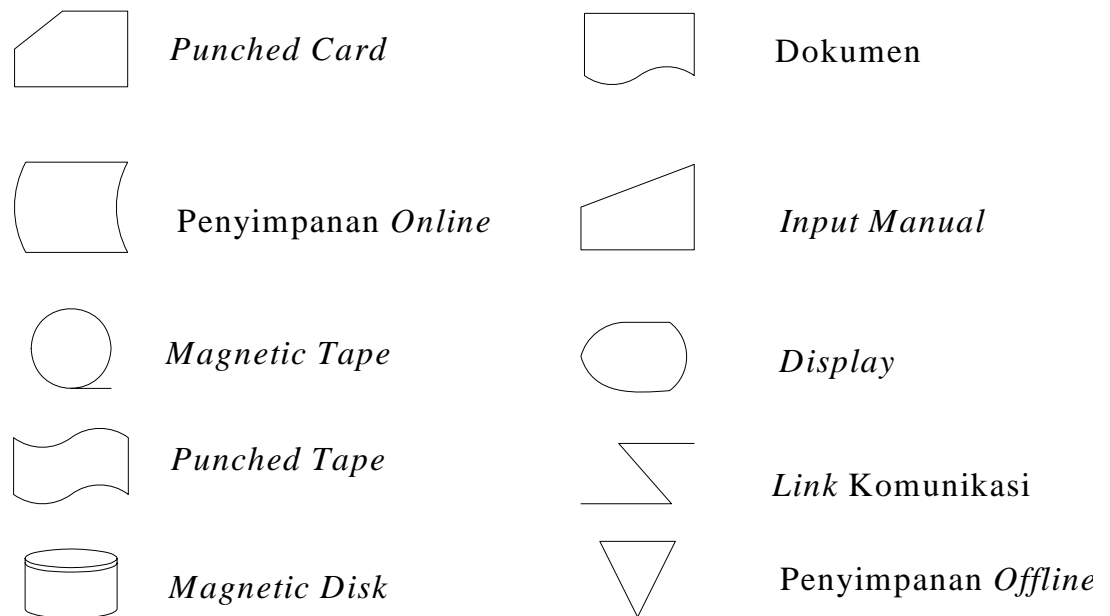 Punched Card
Dokumen
Penyimpanan Online
Input Manual
Magnetic Tape
Display
Punched Tape
Link Komunikasi
Magnetic Disk
Penyimpanan Offline